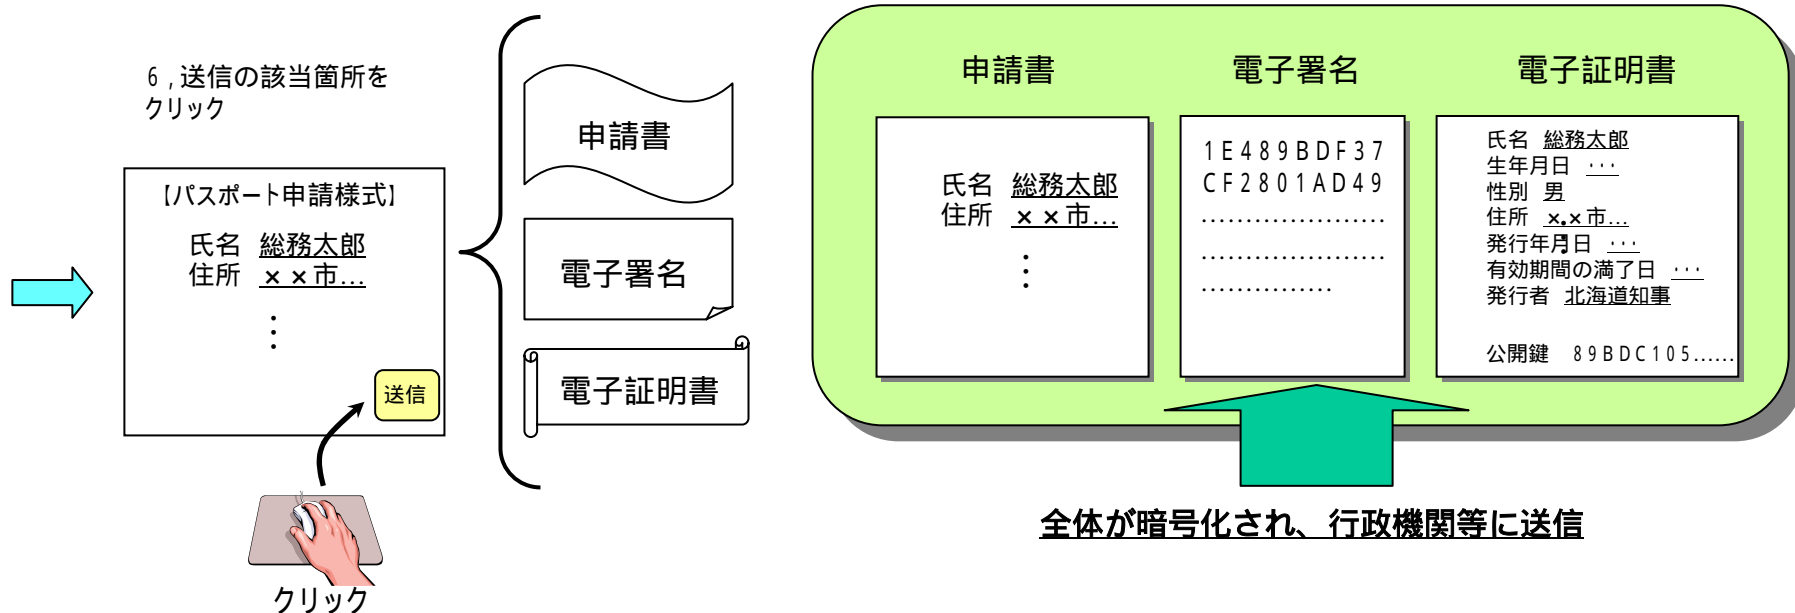 6,送信の該当箇所を
クリック
【パスポート申請様式】
氏名 総務太郎
住所 ××市…
⋮
送信
クリック
申請書
電子署名
電子証明書
申請書
氏名 総務太郎
住所 ××市…
⋮
電子署名
1E489BDF37
CF2801AD49
…………………
…………………
……………
電子証明書
氏名 総務太郎
生年月日 …
性別 男
住所 ××市…
発行年月日 …
有効期間の満了日 …
発行者 北海道知事
公開鍵 89BDC105……
全体が暗号化され、行政機関等に送信